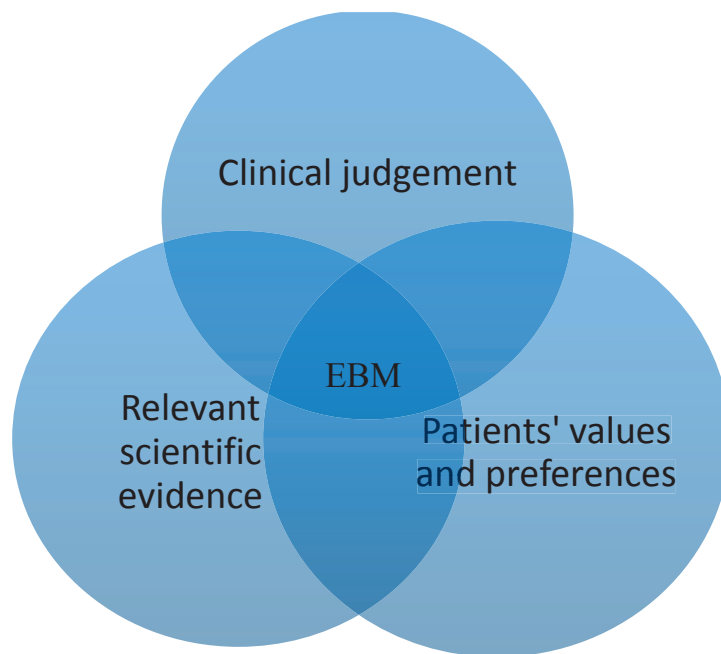 Clinical judgement
EBM
Relevant
scientific
evidence
Patients' values
and preferences